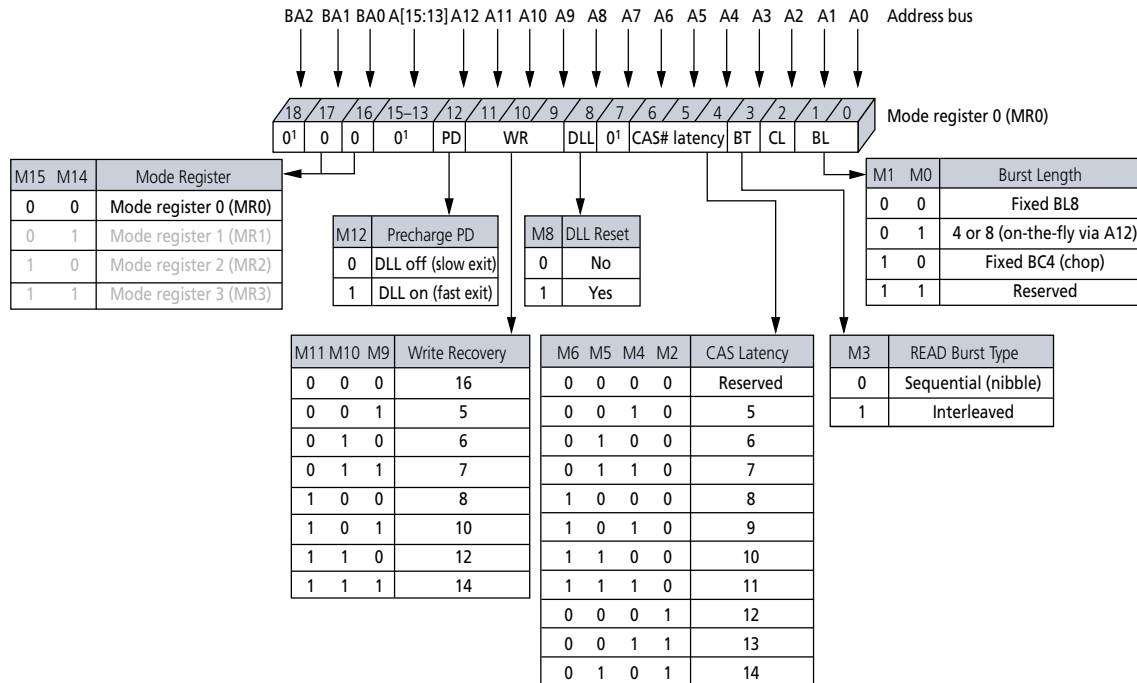 BA2 BA1 BA0 A[15:13] A12 A11 A10 A9 A8 A7 A6 A5 A4 A3 A2 A1 A0 Address bus
18 17 16 15–13 12 11 10 9 8 7 6 5 4 3 2 1 0 Mode register 0 (MR0)
0¹ 0 0 0¹ PD WR DLL 0¹ CAS# latency BT CL BL
M15 M14 Mode Register
0 0 Mode register 0 (MR0)
0 1 Mode register 1 (MR1)
1 0 Mode register 2 (MR2)
1 1 Mode register 3 (MR3)
M12 Precharge PD
0 DLL off (slow exit)
1 DLL on (fast exit)
M8 DLL Reset
0 No
1 Yes
M1 M0 Burst Length
0 0 Fixed BL8
0 1 4 or 8 (on-the-fly via A12)
1 0 Fixed BC4 (chop)
1 1 Reserved
M11 M10 M9 Write Recovery
0 0 0 16
0 0 1 5
0 1 0 6
0 1 1 7
1 0 0 8
1 0 1 10
1 1 0 12
1 1 1 14
M6 M5 M4 M2 CAS Latency
0 0 0 0 Reserved
0 0 1 0 5
0 1 0 0 6
0 1 1 0 7
1 0 0 0 8
1 0 1 0 9
1 1 0 0 10
1 1 1 0 11
0 0 0 1 12
0 0 1 1 13
0 1 0 1 14
M3 READ Burst Type
0 Sequential (nibble)
1 Interleaved